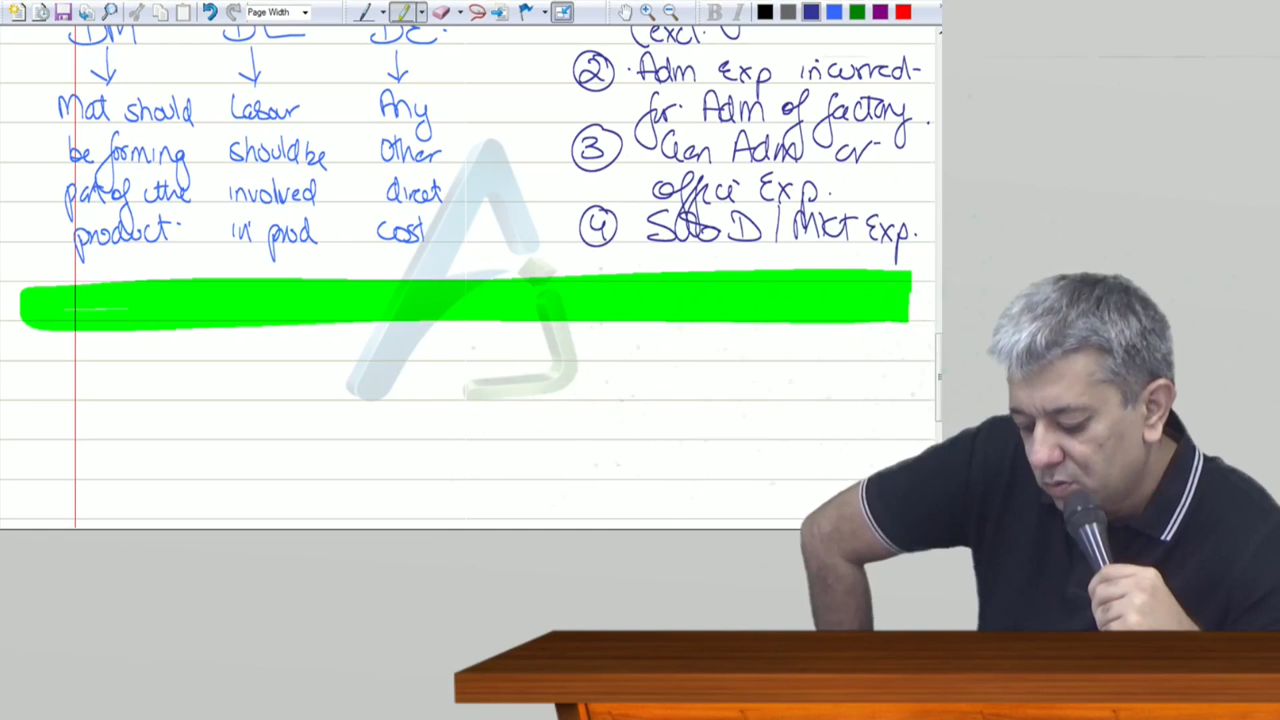 Page Width
B I
DM DL DE.
(excl.
Mat should
be forming
part of the
product.
Labour
should be
involved
in prod
Any
Other
direct
cost
② Adm Exp incurred
for Adm of factory.
③ Gen Adm or
office Exp.
④ S & D / Mkt Exp.